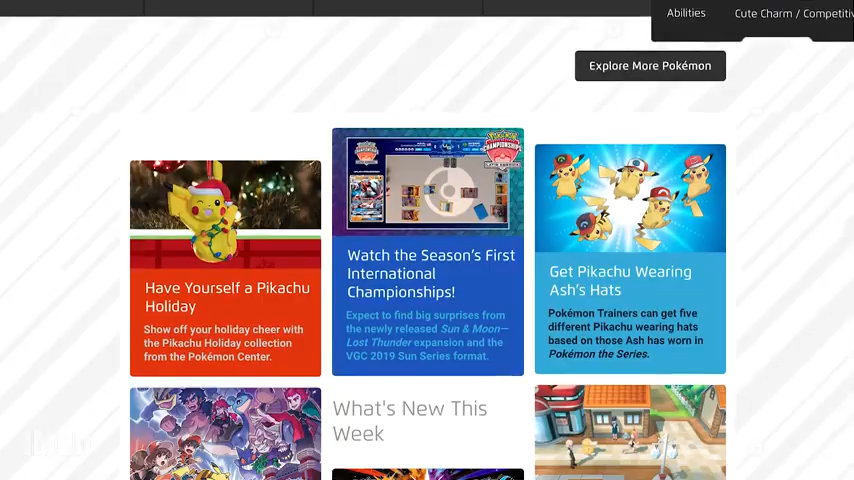 Abilities
Cute Charm / Competitiv
Explore More Pokémon
Have Yourself a Pikachu
Holiday
Show off your holiday cheer with
the Pikachu Holiday collection
from the Pokémon Center.
Watch the Season's First
International
Championships!
Expect to find big surprises from
the newly released Sun & Moon—
Lost Thunder expansion and the
VGC 2019 Sun Series format.
Get Pikachu Wearing
Ash's Hats
Pokémon Trainers can get five
different Pikachu wearing hats
based on those Ash has worn in
Pokémon the Series.
What's New This
Week